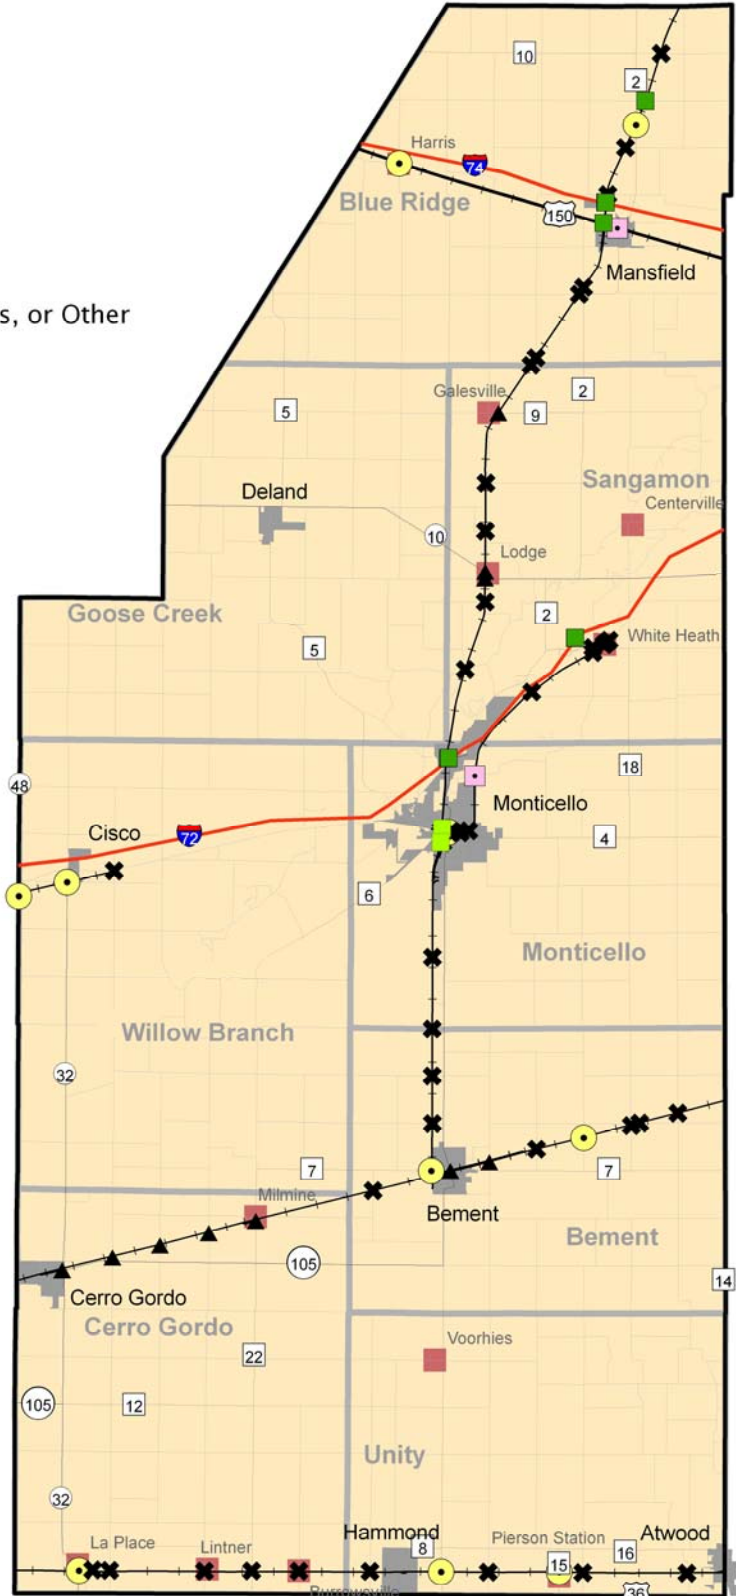 10
2
Harris
74
Blue Ridge
150
Mansfield
s, or Other
Galesville
2
5
9
Sangamon
Deland
Centerville
10
Lodge
Goose Creek
2
5
White Heath
18
48
Monticello
Cisco
72
4
6
Monticello
Willow Branch
32
7
7
Milmine
Bement
Bement
105
14
Cerro Gordo
Cerro Gordo
Voorhies
22
105
12
Unity
32
La Place
Lintner
Hammond
8
Pierson Station
15
16
Atwood
Burrowsville
36